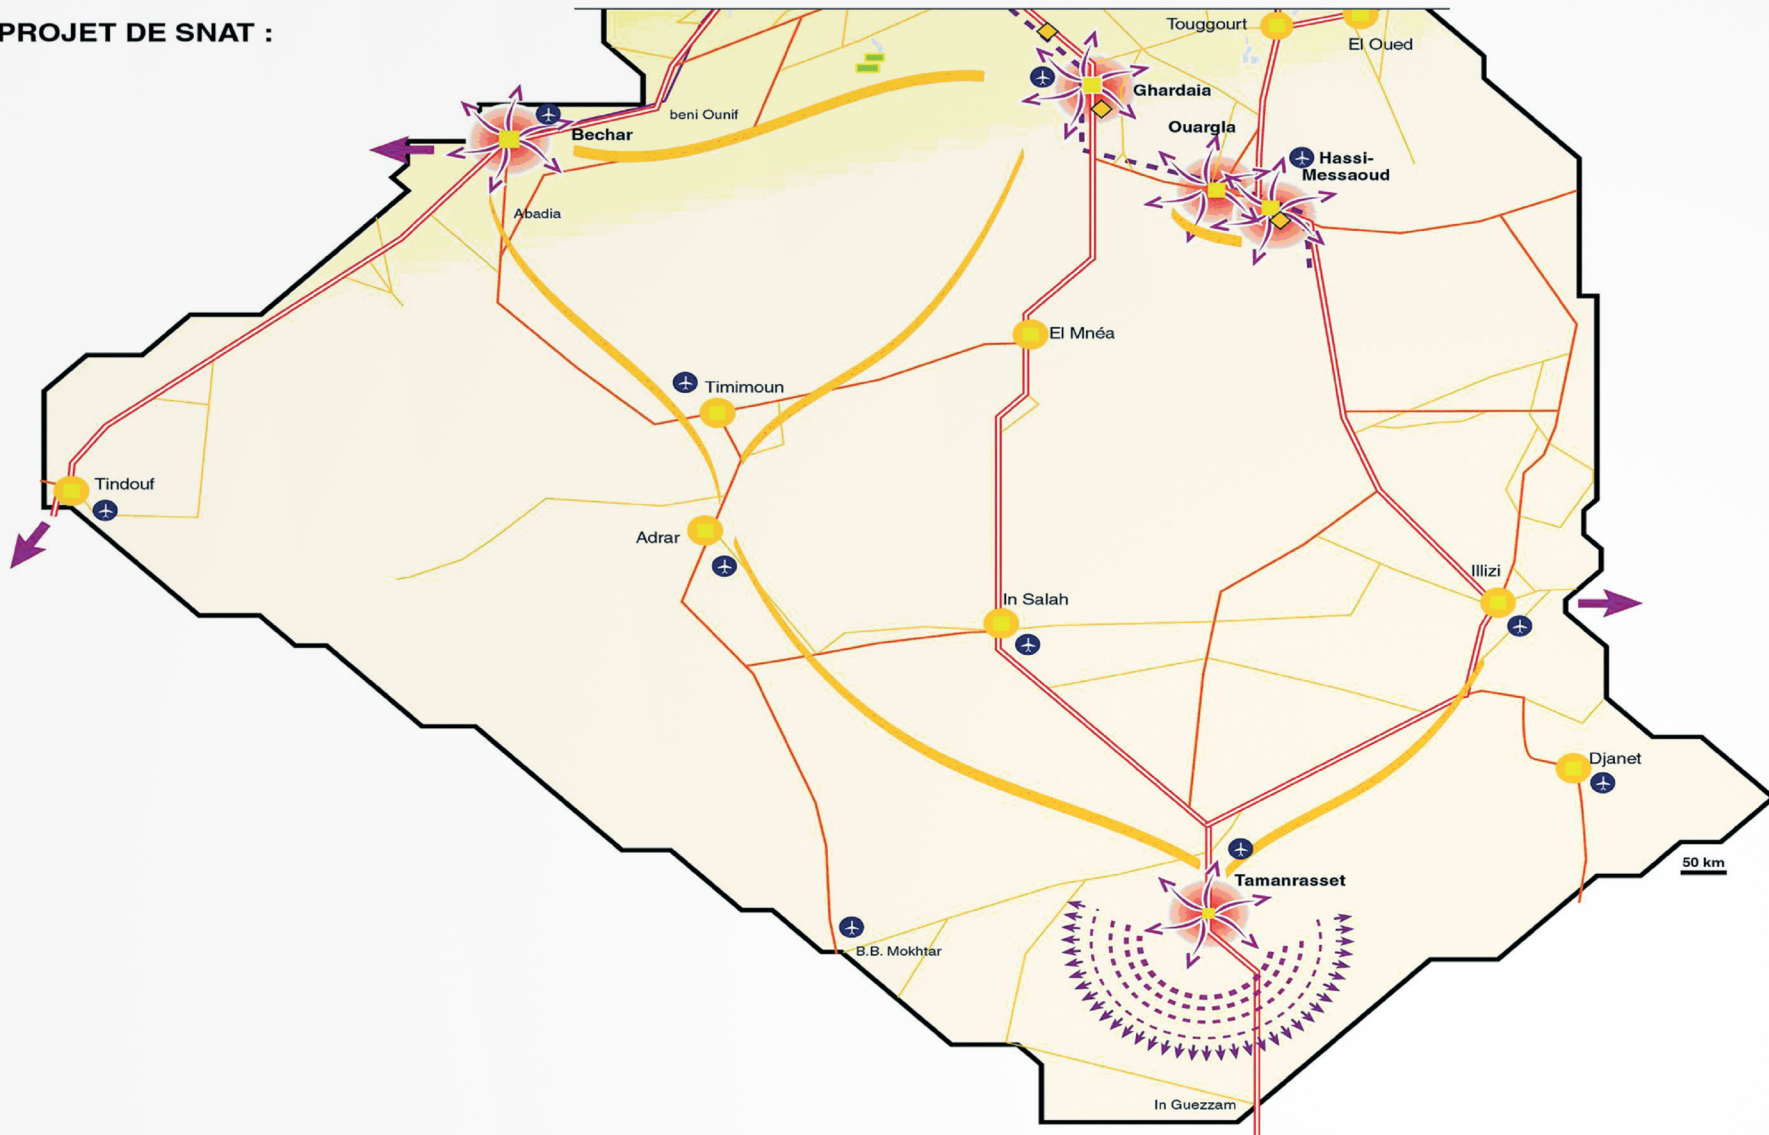 PROJET DE SNAT :
Touggourt
El Oued
Ghardaia
beni Ounif
Bechar
Ouargla
Hassi-
Messaoud
Abadia
El Mnéa
Timimoun
Tindouf
Adrar
Illizi
In Salah
Djanet
50 km
Tamanrasset
B.B. Mokhtar
In Guezzam